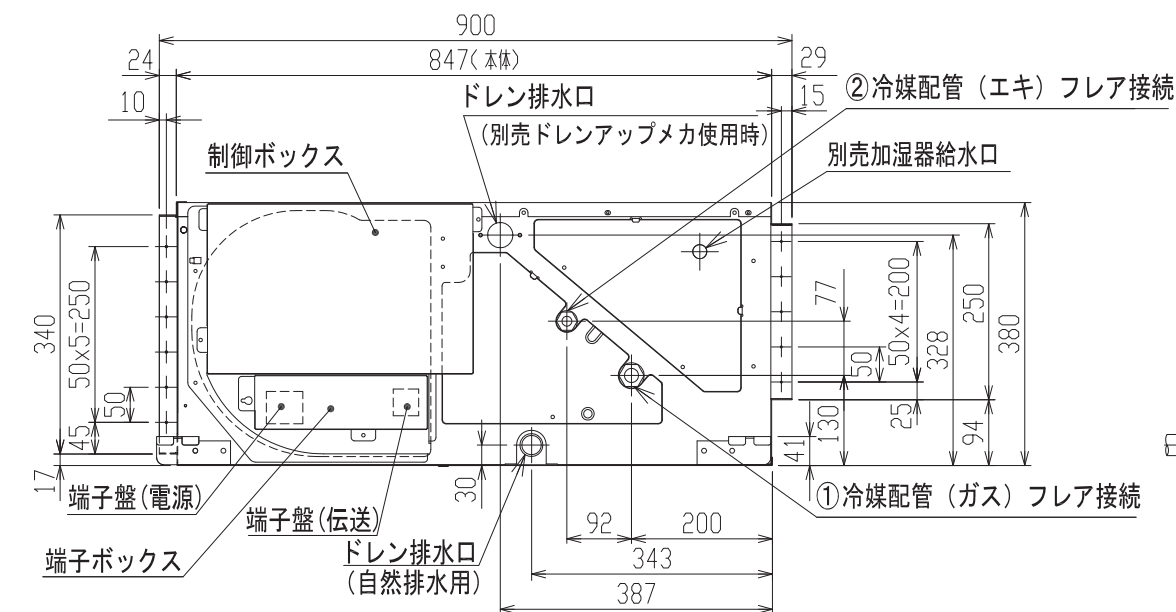 900
24
847(本体)
29
10
ドレン排水口
(別売ドレンアップメカ使用時)
②冷媒配管（エキ）フレア接続
15
制御ボックス
別売加湿器給水口
340
50x5=250
50
45
17
77
50
50x4=200
328
250
380
130
25
94
41
30
端子盤(電源)
端子盤(伝送)
端子ボックス
ドレン排水口
(自然排水用)
①冷媒配管（ガス）フレア接続
92
200
343
387